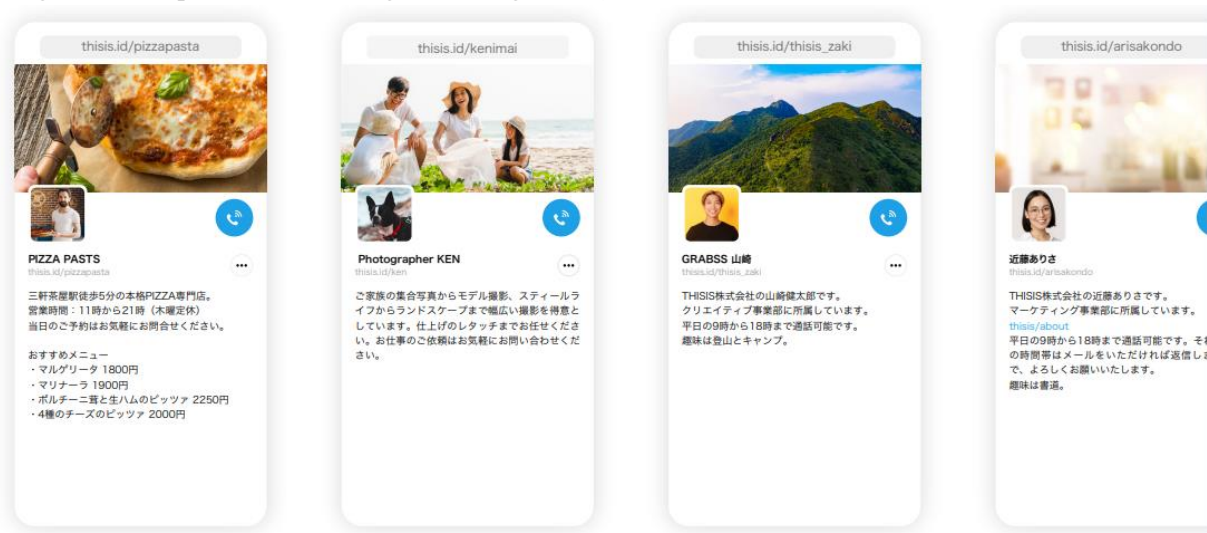 thisis.id/pizzapasta
PIZZA PASTS
thisis.id/pizzapasta
三軒茶屋駅徒歩5分の本格PIZZA専門店。
営業時間：11時から21時（木曜定休）
当日のご予約はお気軽にお問合せください。
おすすめメニュー
・マルゲリータ 1800円
・マリナーラ 1900円
・ポルチーニ茸と生ハムのピッツァ 2250円
・4種のチーズのピッツァ 2000円
thisis.id/kenimai
Photographer KEN
thisis.id/ken
ご家族の集合写真からモデル撮影、スティールラ
イフからランドスケープまで幅広い撮影を得意と
しています。仕上げのレタッチまでお任せくださ
い。お仕事のご依頼はお気軽にお問い合わせくだ
さい。
thisis.id/thisis_zaki
GRABSS 山崎
thisis.id/thisis_zaki
THISIS株式会社の山崎健太郎です。
クリエイティブ事業部に所属しています。
平日の9時から18時まで通話可能です。
趣味は登山とキャンプ。
thisis.id/arisakondo
近藤ありさ
thisis.id/arisakondo
THISIS株式会社の近藤ありさです。
マーケティング事業部に所属しています。
thisis/about
平日の9時から18時まで通話可能です。それ
の時間帯はメールをいただければ返信しま
で、よろしくお願いいたします。
趣味は書道。